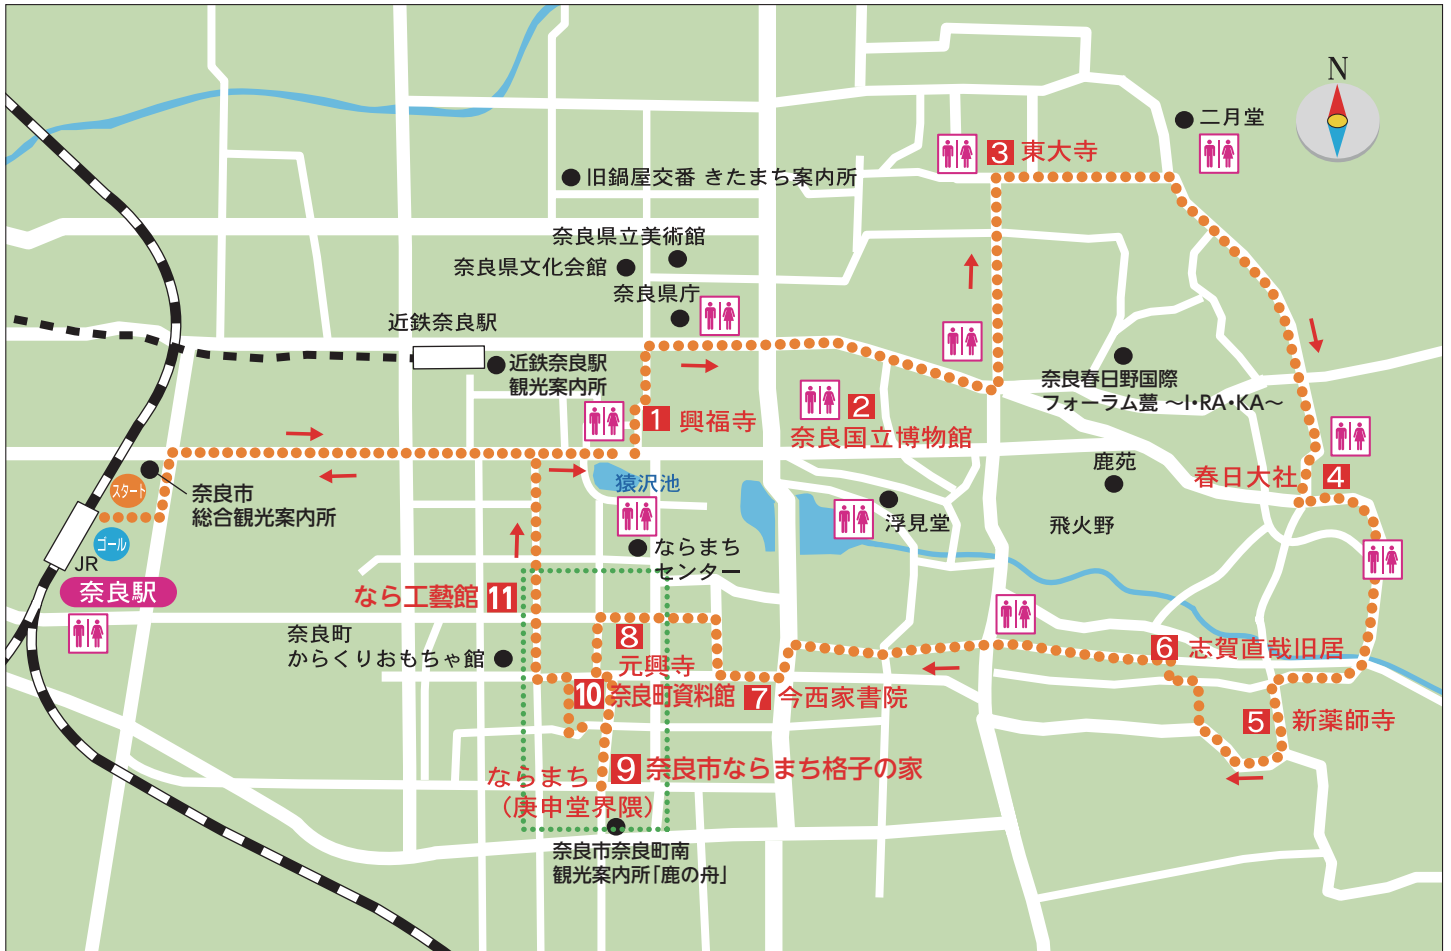 N
二月堂
3 東大寺
旧鍋屋交番 きたまち案内所
奈良県立美術館
奈良県文化会館
奈良県庁
近鉄奈良駅
近鉄奈良駅
観光案内所
奈良春日野国際
フォーラム甍 ～I・RA・KA～
1 興福寺
2
奈良国立博物館
鹿苑
春日大社 4
猿沢池
奈良市
総合観光案内所
スタート
ゴール
JR
奈良駅
浮見堂
飛火野
ならまち
センター
なら工藝館 11
奈良町
からくりおもちゃ館
8
元興寺
10 奈良町資料館
7 今西家書院
6 志賀直哉旧居
5 新薬師寺
9 奈良市ならまち格子の家
ならまち
（庚申堂界隈）
奈良市奈良町南
観光案内所「鹿の舟」